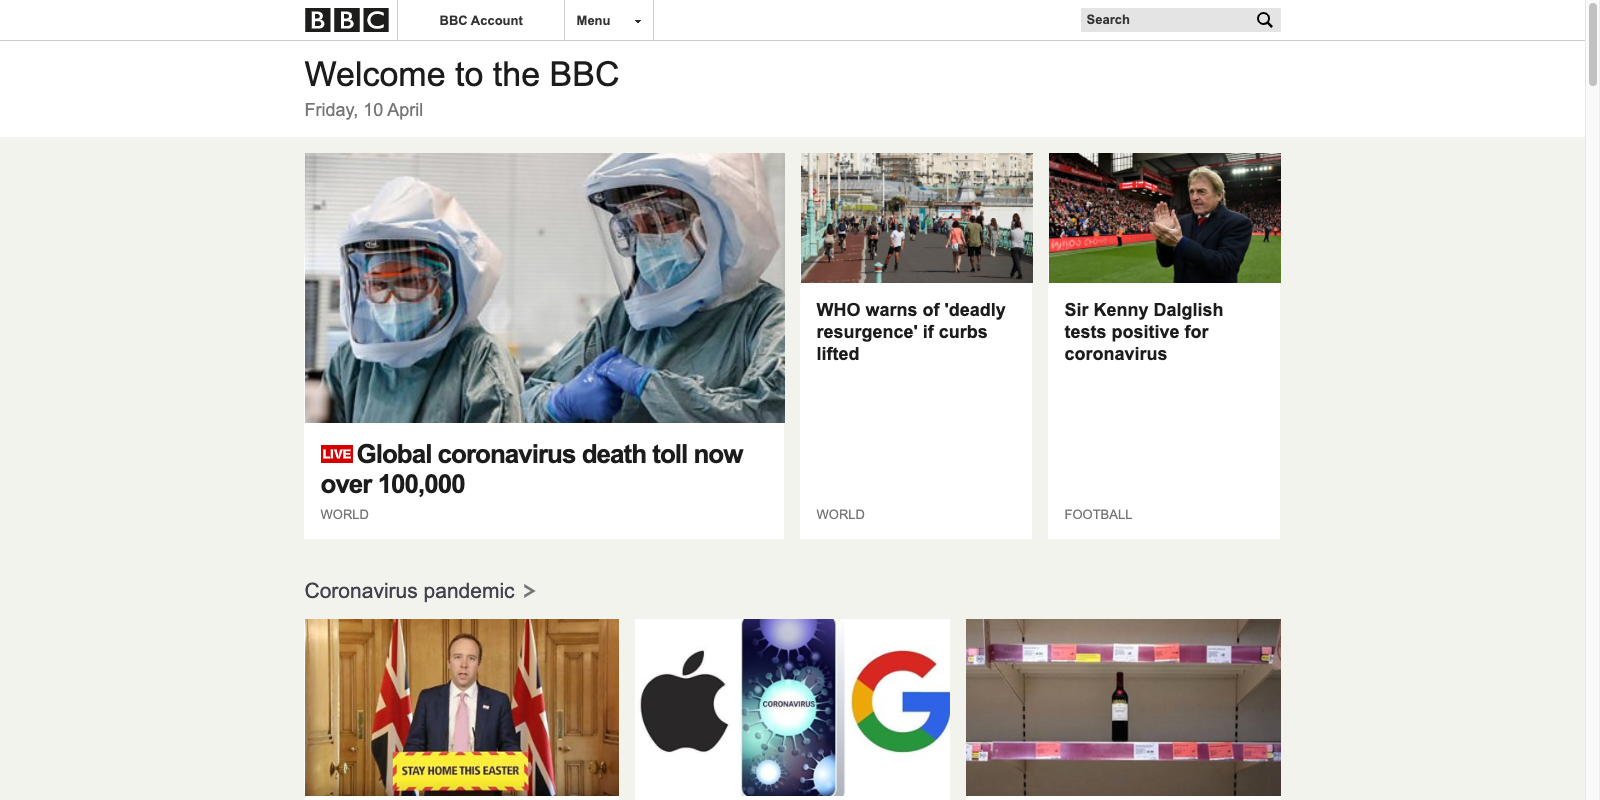 BBC
BBC Account
Menu
Search
Welcome to the BBC
Friday, 10 April
WHO warns of 'deadly
resurgence' if curbs
lifted
WORLD
Sir Kenny Dalglish
tests positive for
coronavirus
FOOTBALL
LIVE Global coronavirus death toll now
over 100,000
WORLD
Coronavirus pandemic >
STAY HOME THIS EASTER
CORONAVIRUS